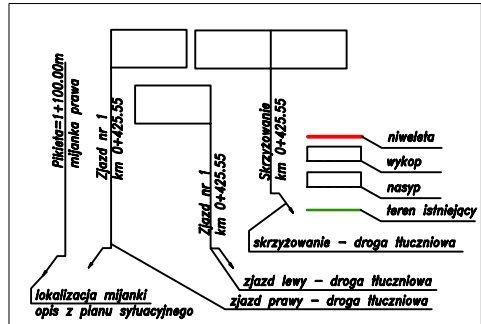 Pikieta=1+100.00m
mijanka prawa
Zjazd nr 1
km 0+425.55
Zjazd nr 1
km 0+425.55
Skrzyżowanie
km 0+425.55
niweleta
wykop
nasyp
teren istniejący
skrzyżowanie – droga tłuczniowa
zjazd lewy – droga tłuczniowa
zjazd prawy – droga tłuczniowa
lokalizacja mijanki
opis z planu sytuacyjnego